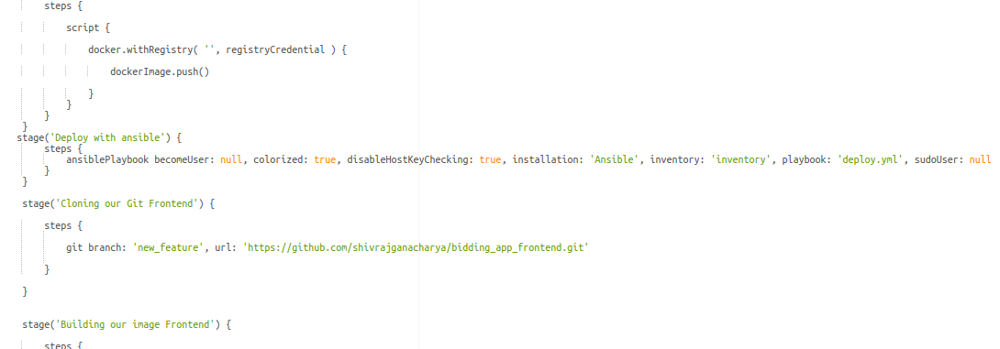 steps {
script {
docker.withRegistry( '', registryCredential ) {
dockerImage.push()
}
}
}
}
stage('Deploy with ansible') {
steps {
ansiblePlaybook becomeUser: null, colorized: true, disableHostKeyChecking: true, installation: 'Ansible', inventory: 'inventory', playbook: 'deploy.yml', sudoUser: null
}
}
stage('Cloning our Git Frontend') {
steps {
git branch: 'new_feature', url: 'https://github.com/shivrajganacharya/bidding_app_frontend.git'
}
}
stage('Building our image Frontend') {
steps {